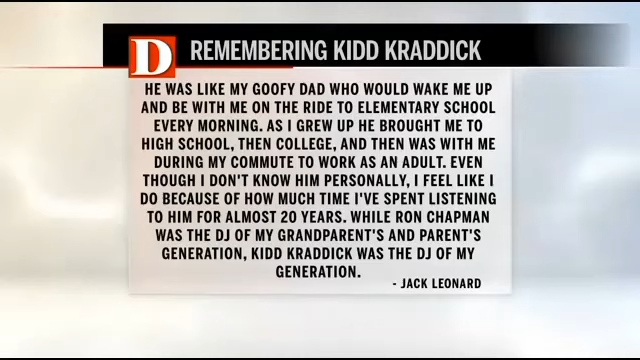 D REMEMBERING KIDD KRADDICK
HE WAS LIKE MY GOOFY DAD WHO WOULD WAKE ME UP
AND BE WITH ME ON THE RIDE TO ELEMENTARY SCHOOL
EVERY MORNING. AS I GREW UP HE BROUGHT ME TO
HIGH SCHOOL, THEN COLLEGE, AND THEN WAS WITH ME
DURING MY COMMUTE TO WORK AS AN ADULT. EVEN
THOUGH I DON'T KNOW HIM PERSONALLY, I FEEL LIKE I
DO BECAUSE OF HOW MUCH TIME I'VE SPENT LISTENING
TO HIM FOR ALMOST 20 YEARS. WHILE RON CHAPMAN
WAS THE DJ OF MY GRANDPARENT'S AND PARENT'S
GENERATION, KIDD KRADDICK WAS THE DJ OF MY
GENERATION.
- JACK LEONARD